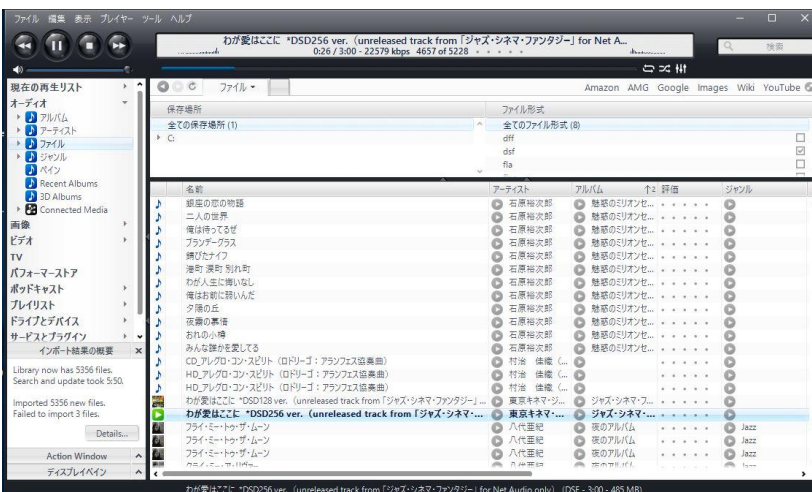 ファイル 編集 表示 プレイヤー ツール ヘルプ
わが愛はここに *DSD256 ver.（unreleased track from「ジャズ・シネマ・ファンタジー」for Net A...
0:26 / 3:00 - 22579 kbps 4657 of 5228
検索
現在の再生リスト
オーディオ
アルバム
アーティスト
ファイル
ジャンル
ペイン
Recent Albums
3D Albums
Connected Media
画像
ビデオ
TV
パフォーマーストア
ポッドキャスト
プレイリスト
ドライブとデバイス
サービスとプラグイン
インポート結果の概要
Library now has 5356 files.
Search and update took 5:50.
Imported 5356 new files.
Failed to import 3 files.
Details...
Action Window
ディスプレイペイン
ファイル
Amazon AMG Google Images Wiki YouTube
保存場所 ファイル形式
全ての保存場所 (1) 全てのファイル形式 (8)
C: dff
dsf
fla
名前 アーティスト アルバム ↑2 評価 ジャンル
銀座の恋の物語 石原裕次郎 魅惑のミリオンセ...
二人の世界 石原裕次郎 魅惑のミリオンセ...
俺は待ってるぜ 石原裕次郎 魅惑のミリオンセ...
ブランデーグラス 石原裕次郎 魅惑のミリオンセ...
錆びたナイフ 石原裕次郎 魅惑のミリオンセ...
港町 涙町 別れ町 石原裕次郎 魅惑のミリオンセ...
わが人生に悔いなし 石原裕次郎 魅惑のミリオンセ...
俺はお前に弱いんだ 石原裕次郎 魅惑のミリオンセ...
夕陽の丘 石原裕次郎 魅惑のミリオンセ...
夜霧の慕情 石原裕次郎 魅惑のミリオンセ...
おれの小樽 石原裕次郎 魅惑のミリオンセ...
みんな誰かを愛してる 石原裕次郎 魅惑のミリオンセ...
CD_アレグロ・コン・スピリト（ロドリーゴ：アランフェス協奏曲） 村治 佳織（...
HD_アレグロ・コン・スピリト（ロドリーゴ：アランフェス協奏曲） 村治 佳織（...
HD_アレグロ・コン・スピリト（ロドリーゴ：アランフェス協奏曲） 村治 佳織（...
わが愛はここに *DSD128 ver.（unreleased track from「ジャズ・シネマ・ファンタジー」... 東京キネマ・ジ... ジャズ・シネマ・フ...
わが愛はここに *DSD256 ver.（unreleased track from「ジャズ・シネマ・... 東京キネマ・... ジャズ・シネマ・...
フライ・ミー・トゥ・ザ・ムーン 八代亜紀 夜のアルバム Jazz
フライ・ミー・トゥ・ザ・ムーン 八代亜紀 夜のアルバム Jazz
フライ・ミー・トゥ・ザ・ムーン 八代亜紀 夜のアルバム Jazz
わが愛はここに *DSD256 ver.（unreleased track from「ジャズ・シネマ・ファンタジー」for Net Audio only）（DSF - 3:00 - 485 MB）